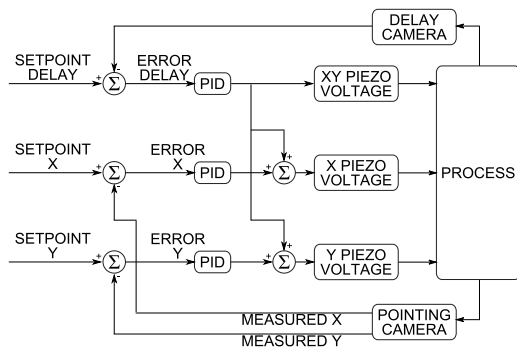 DELAY
CAMERA
SETPOINT
DELAY
+
-
Σ
ERROR
DELAY
PID
XY PIEZO
VOLTAGE
SETPOINT
X
+
-
Σ
ERROR
X
PID
+
+
Σ
X PIEZO
VOLTAGE
PROCESS
SETPOINT
Y
+
-
Σ
ERROR
Y
PID
+
+
Σ
Y PIEZO
VOLTAGE
MEASURED X
MEASURED Y
POINTING
CAMERA